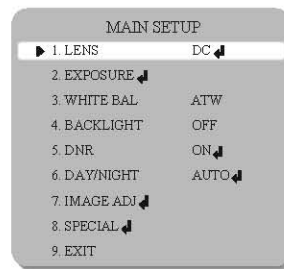 MAIN SETUP
1. LENS DC
2. EXPOSURE
3. WHITE BAL ATW
4. BACKLIGHT OFF
5. DNR ON
6. DAY/NIGHT AUTO
7. IMAGE ADJ
8. SPECIAL
9. EXIT